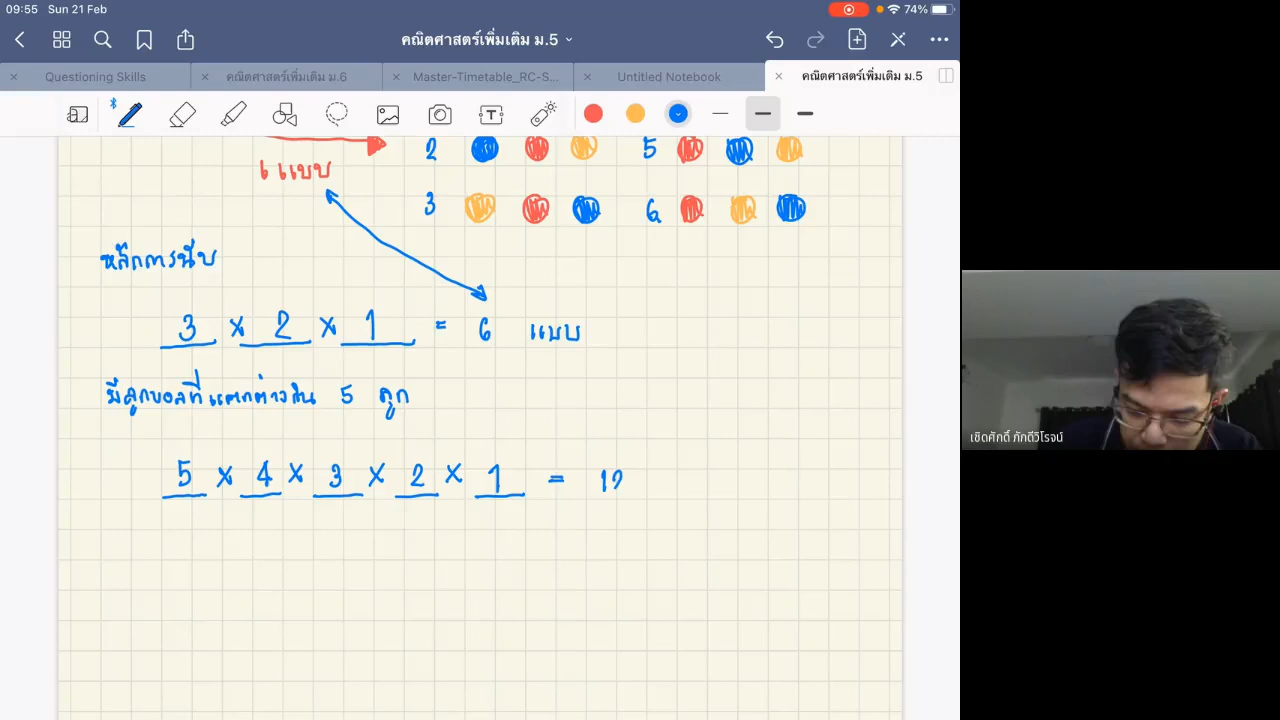 09:55 Sun 21 Feb 74%
คณิตศาสตร์เพิ่มเติม ม.5
Questioning Skills คณิตศาสตร์เพิ่มเติม ม.6 Master-Timetable_RC-S... Untitled Notebook คณิตศาสตร์เพิ่มเติม ม.5
2 5
6 แบบ
3 6
หลักการนับ
3 × 2 × 1 = 6 แบบ
มีลูกบอลที่แตกต่างกัน 5 ลูก
5 × 4 × 3 × 2 × 1 = 12
เชิดศักดิ์ ภักดีวิโรจน์